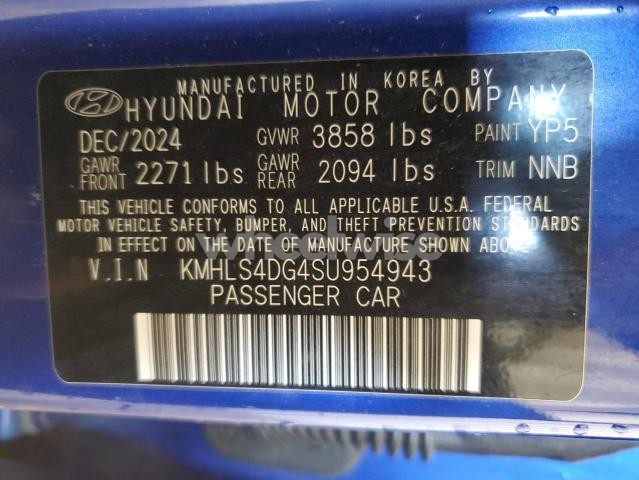 MANUFACTURED IN KOREA BY
HYUNDAI MOTOR COMPANY
DEC/2024 GVWR 3858 lbs PAINT YP5
GAWR FRONT 2271 lbs GAWR REAR 2094 lbs TRIM NNB
THIS VEHICLE CONFORMS TO ALL APPLICABLE U.S.A. FEDERAL
MOTOR VEHICLE SAFETY, BUMPER, AND THEFT PREVENTION STANDARDS
IN EFFECT ON THE DATE OF MANUFACTURE SHOWN ABOVE
V.I.N KMHLS4DG4SU954943
PASSENGER CAR